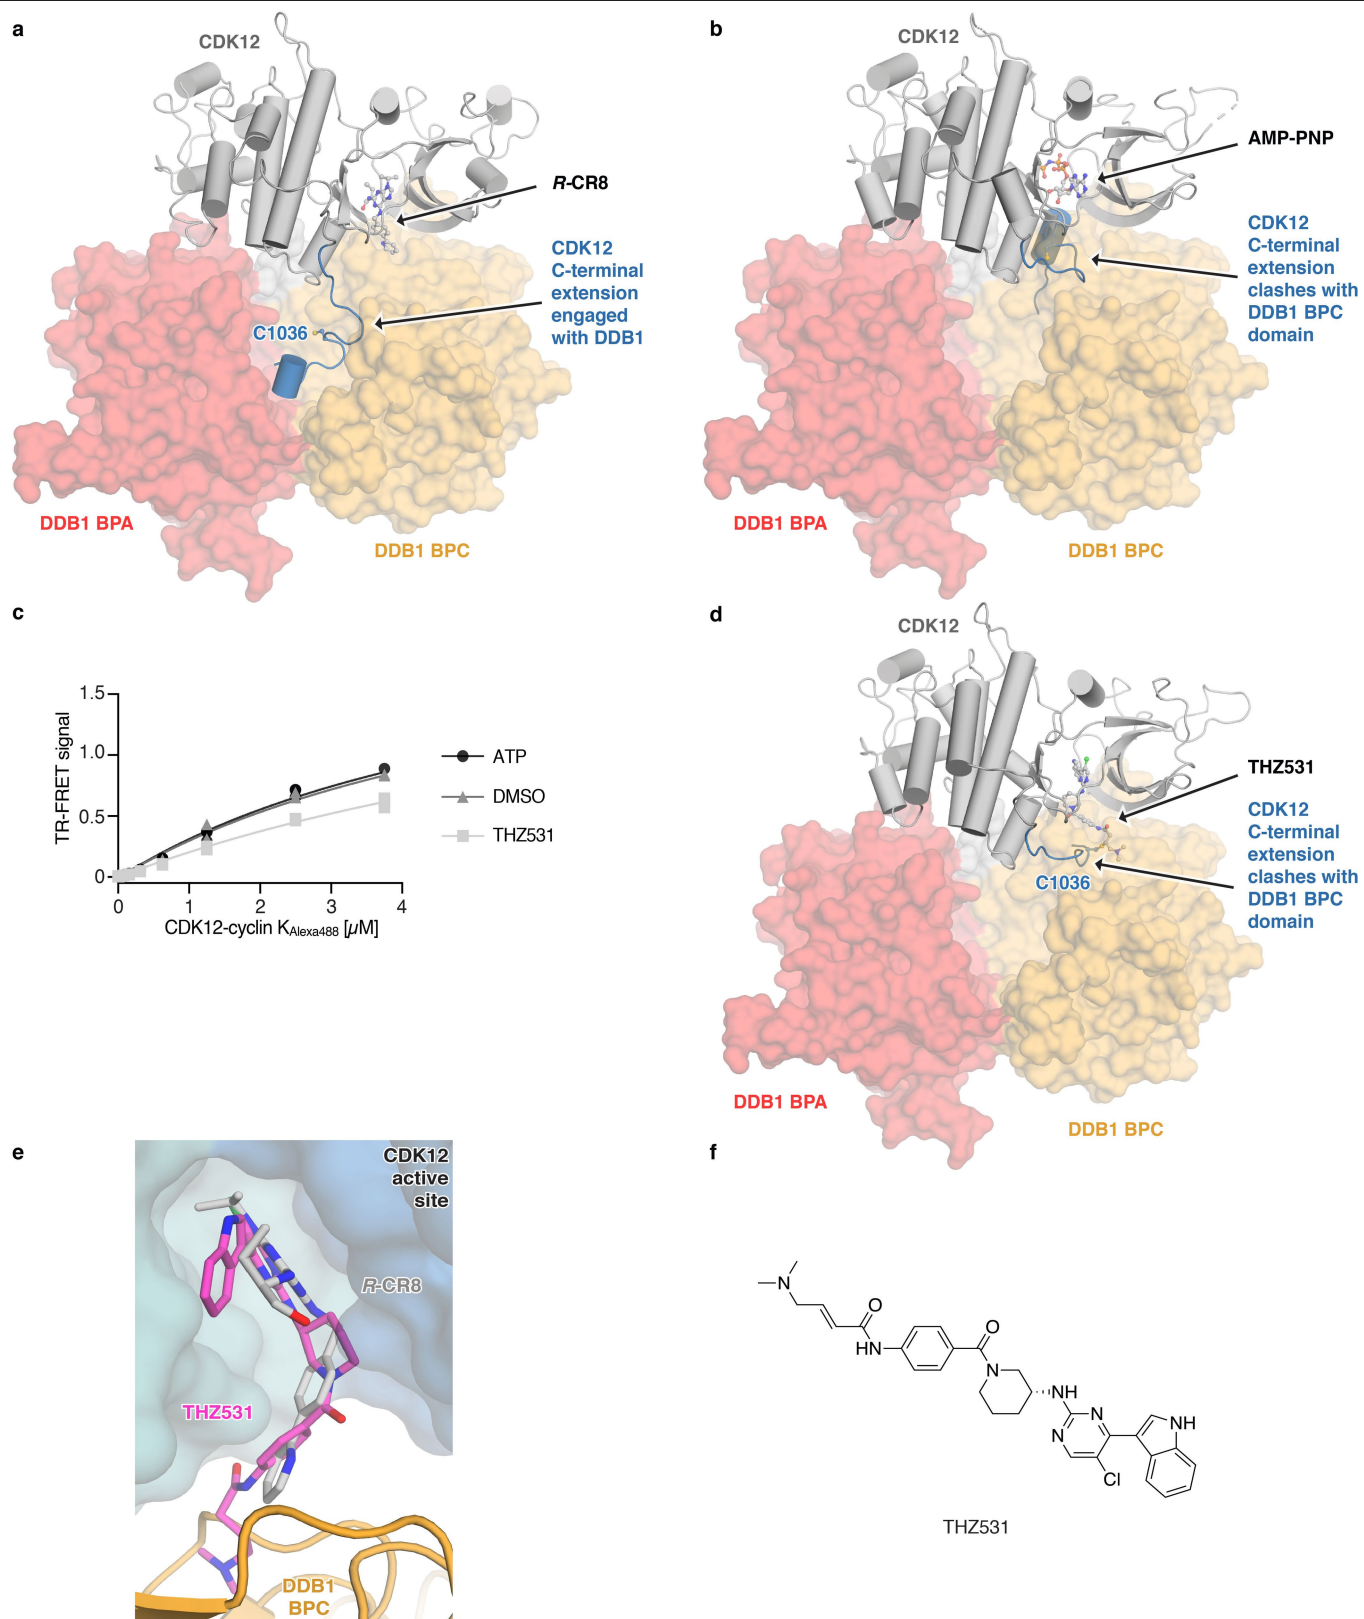 a
CDK12
R-CR8
CDK12
C-terminal
extension
engaged
with DDB1
C1036
DDB1 BPA
DDB1 BPC
b
CDK12
AMP-PNP
CDK12
C-terminal
extension
clashes with
DDB1 BPC
domain
DDB1 BPA
DDB1 BPC
c
TR-FRET signal
1.5
1.0
0.5
0
0 1 2 3 4
CDK12-cyclin KAlexa488 [µM]
ATP
DMSO
THZ531
d
CDK12
THZ531
CDK12
C-terminal
extension
clashes with
DDB1 BPC
domain
C1036
DDB1 BPA
DDB1 BPC
e
CDK12
active
site
R-CR8
THZ531
DDB1
BPC
f
N
O
HN
O
N
NH
N
N
NH
Cl
THZ531